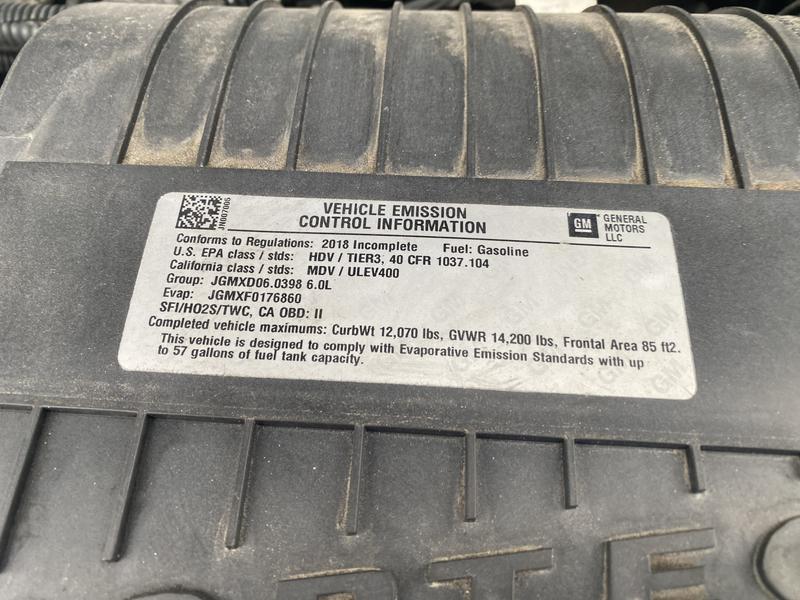 JN007006
VEHICLE EMISSION
CONTROL INFORMATION
GM
GENERAL
MOTORS
LLC
Conforms to Regulations: 2018 Incomplete Fuel: Gasoline
U.S. EPA class / stds: HDV / TIER3, 40 CFR 1037.104
California class / stds: MDV / ULEV400
Group: JGMXD06.0398 6.0L
Evap: JGMXF0176860
SFI/HO2S/TWC, CA OBD: II
Completed vehicle maximums: CurbWt 12,070 lbs, GVWR 14,200 lbs, Frontal Area 85 ft2.
This vehicle is designed to comply with Evaporative Emission Standards with up
to 57 gallons of fuel tank capacity.